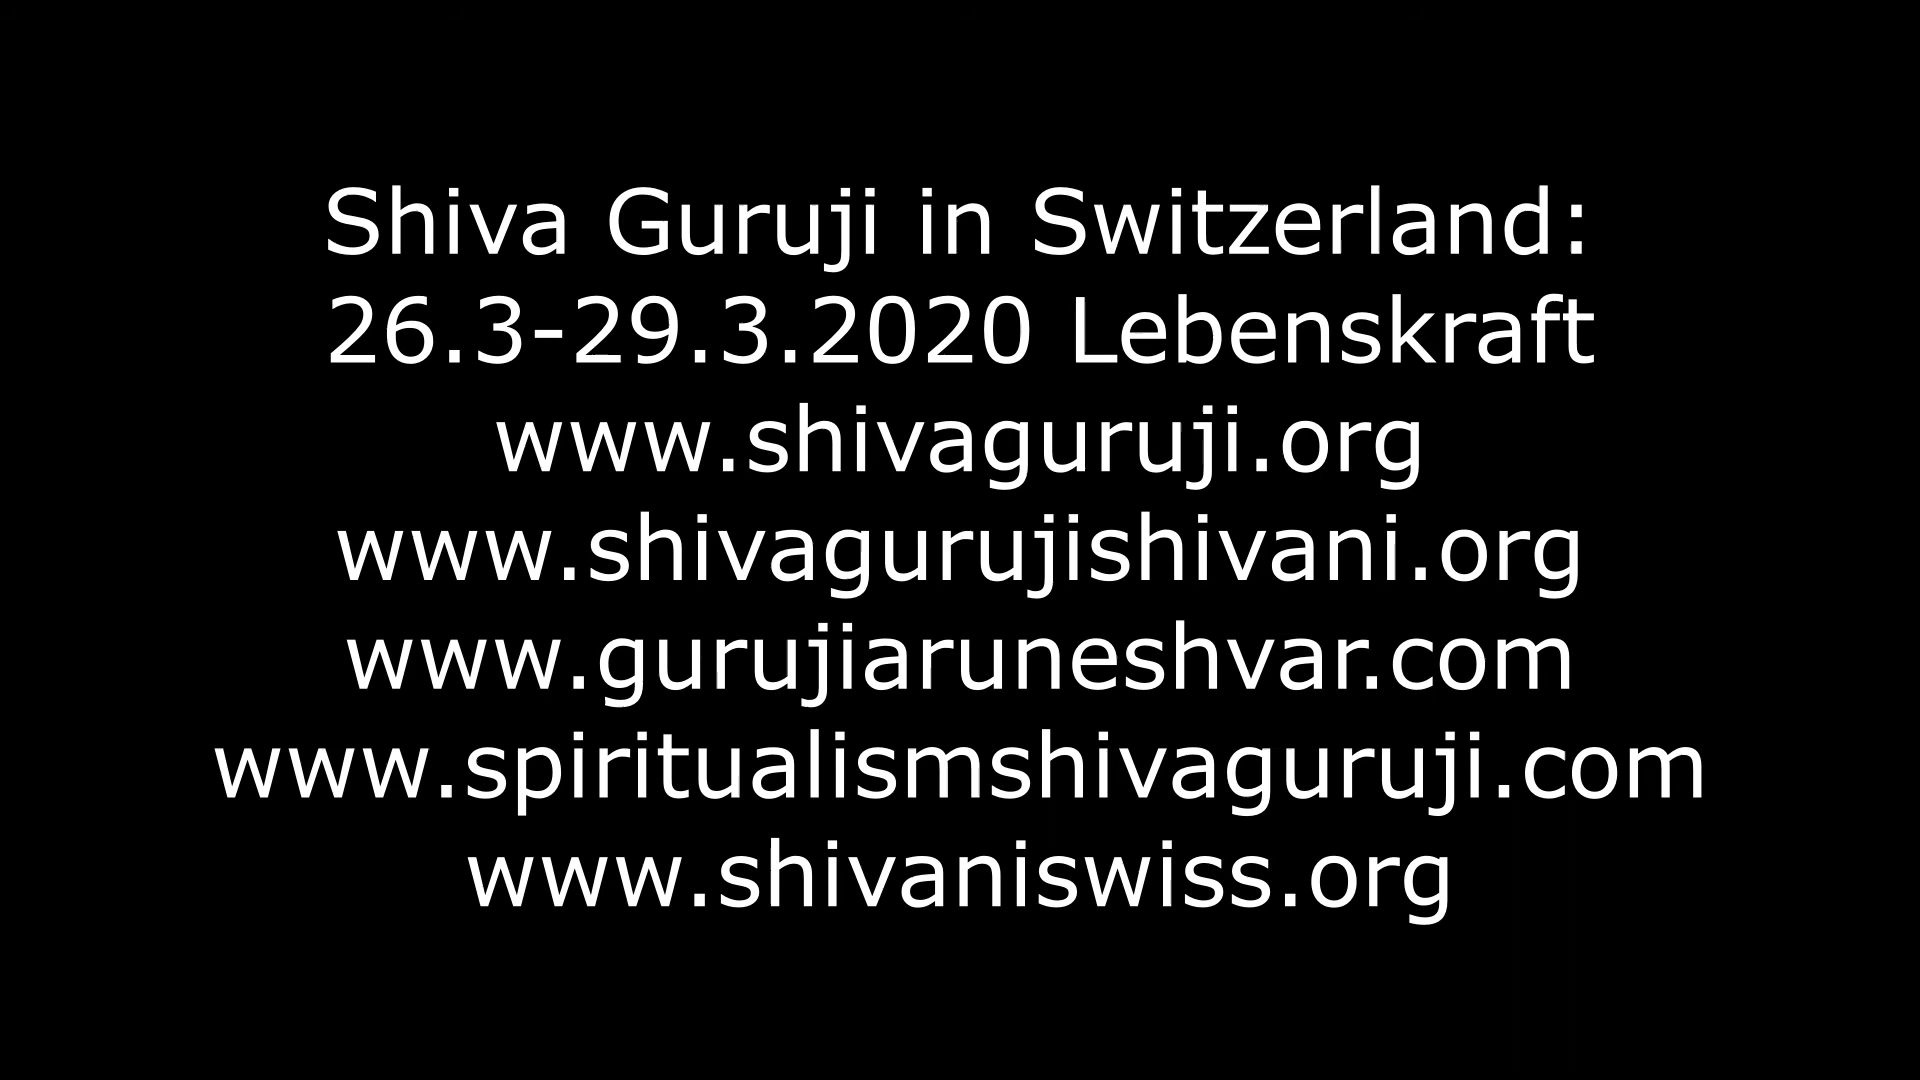 Shiva Guruji in Switzerland:
26.3-29.3.2020 Lebenskraft
www.shivaguruji.org
www.shivagurujishivani.org
www.gurujiaruneshvar.com
www.spiritualismshivaguruji.com
www.shivaniswiss.org